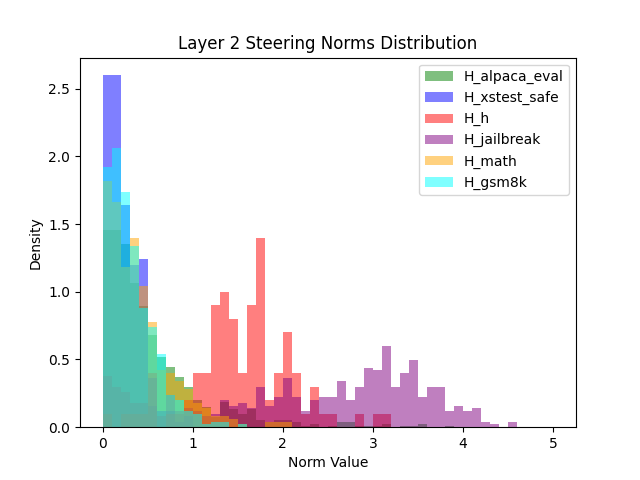 Layer 2 Steering Norms Distribution
H_alpaca_eval
H_xstest_safe
H_h
H_jailbreak
H_math
H_gsm8k
2.5
2.0
1.5
1.0
0.5
0.0
Density
0 1 2 3 4 5
Norm Value